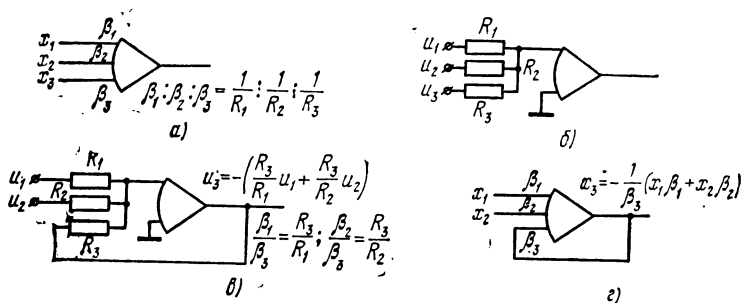 x₁ β₁
x₂ β₂
x₃ β₃
β₁ : β₂ : β₃ = 1/R₁ : 1/R₂ : 1/R₃
а)
u₁ R₁
u₂ R₂
u₃ R₃
б)
u₁ R₁
u₂ R₂
R₃
u₃ = -(R₃/R₁ u₁ + R₃/R₂ u₂)
β₁/β₃ = R₃/R₁ ; β₂/β₃ = R₃/R₂
в)
x₁ β₁
x₂ β₂
β₃
x₃ = -1/β₃ (x₁β₁ + x₂β₂)
г)